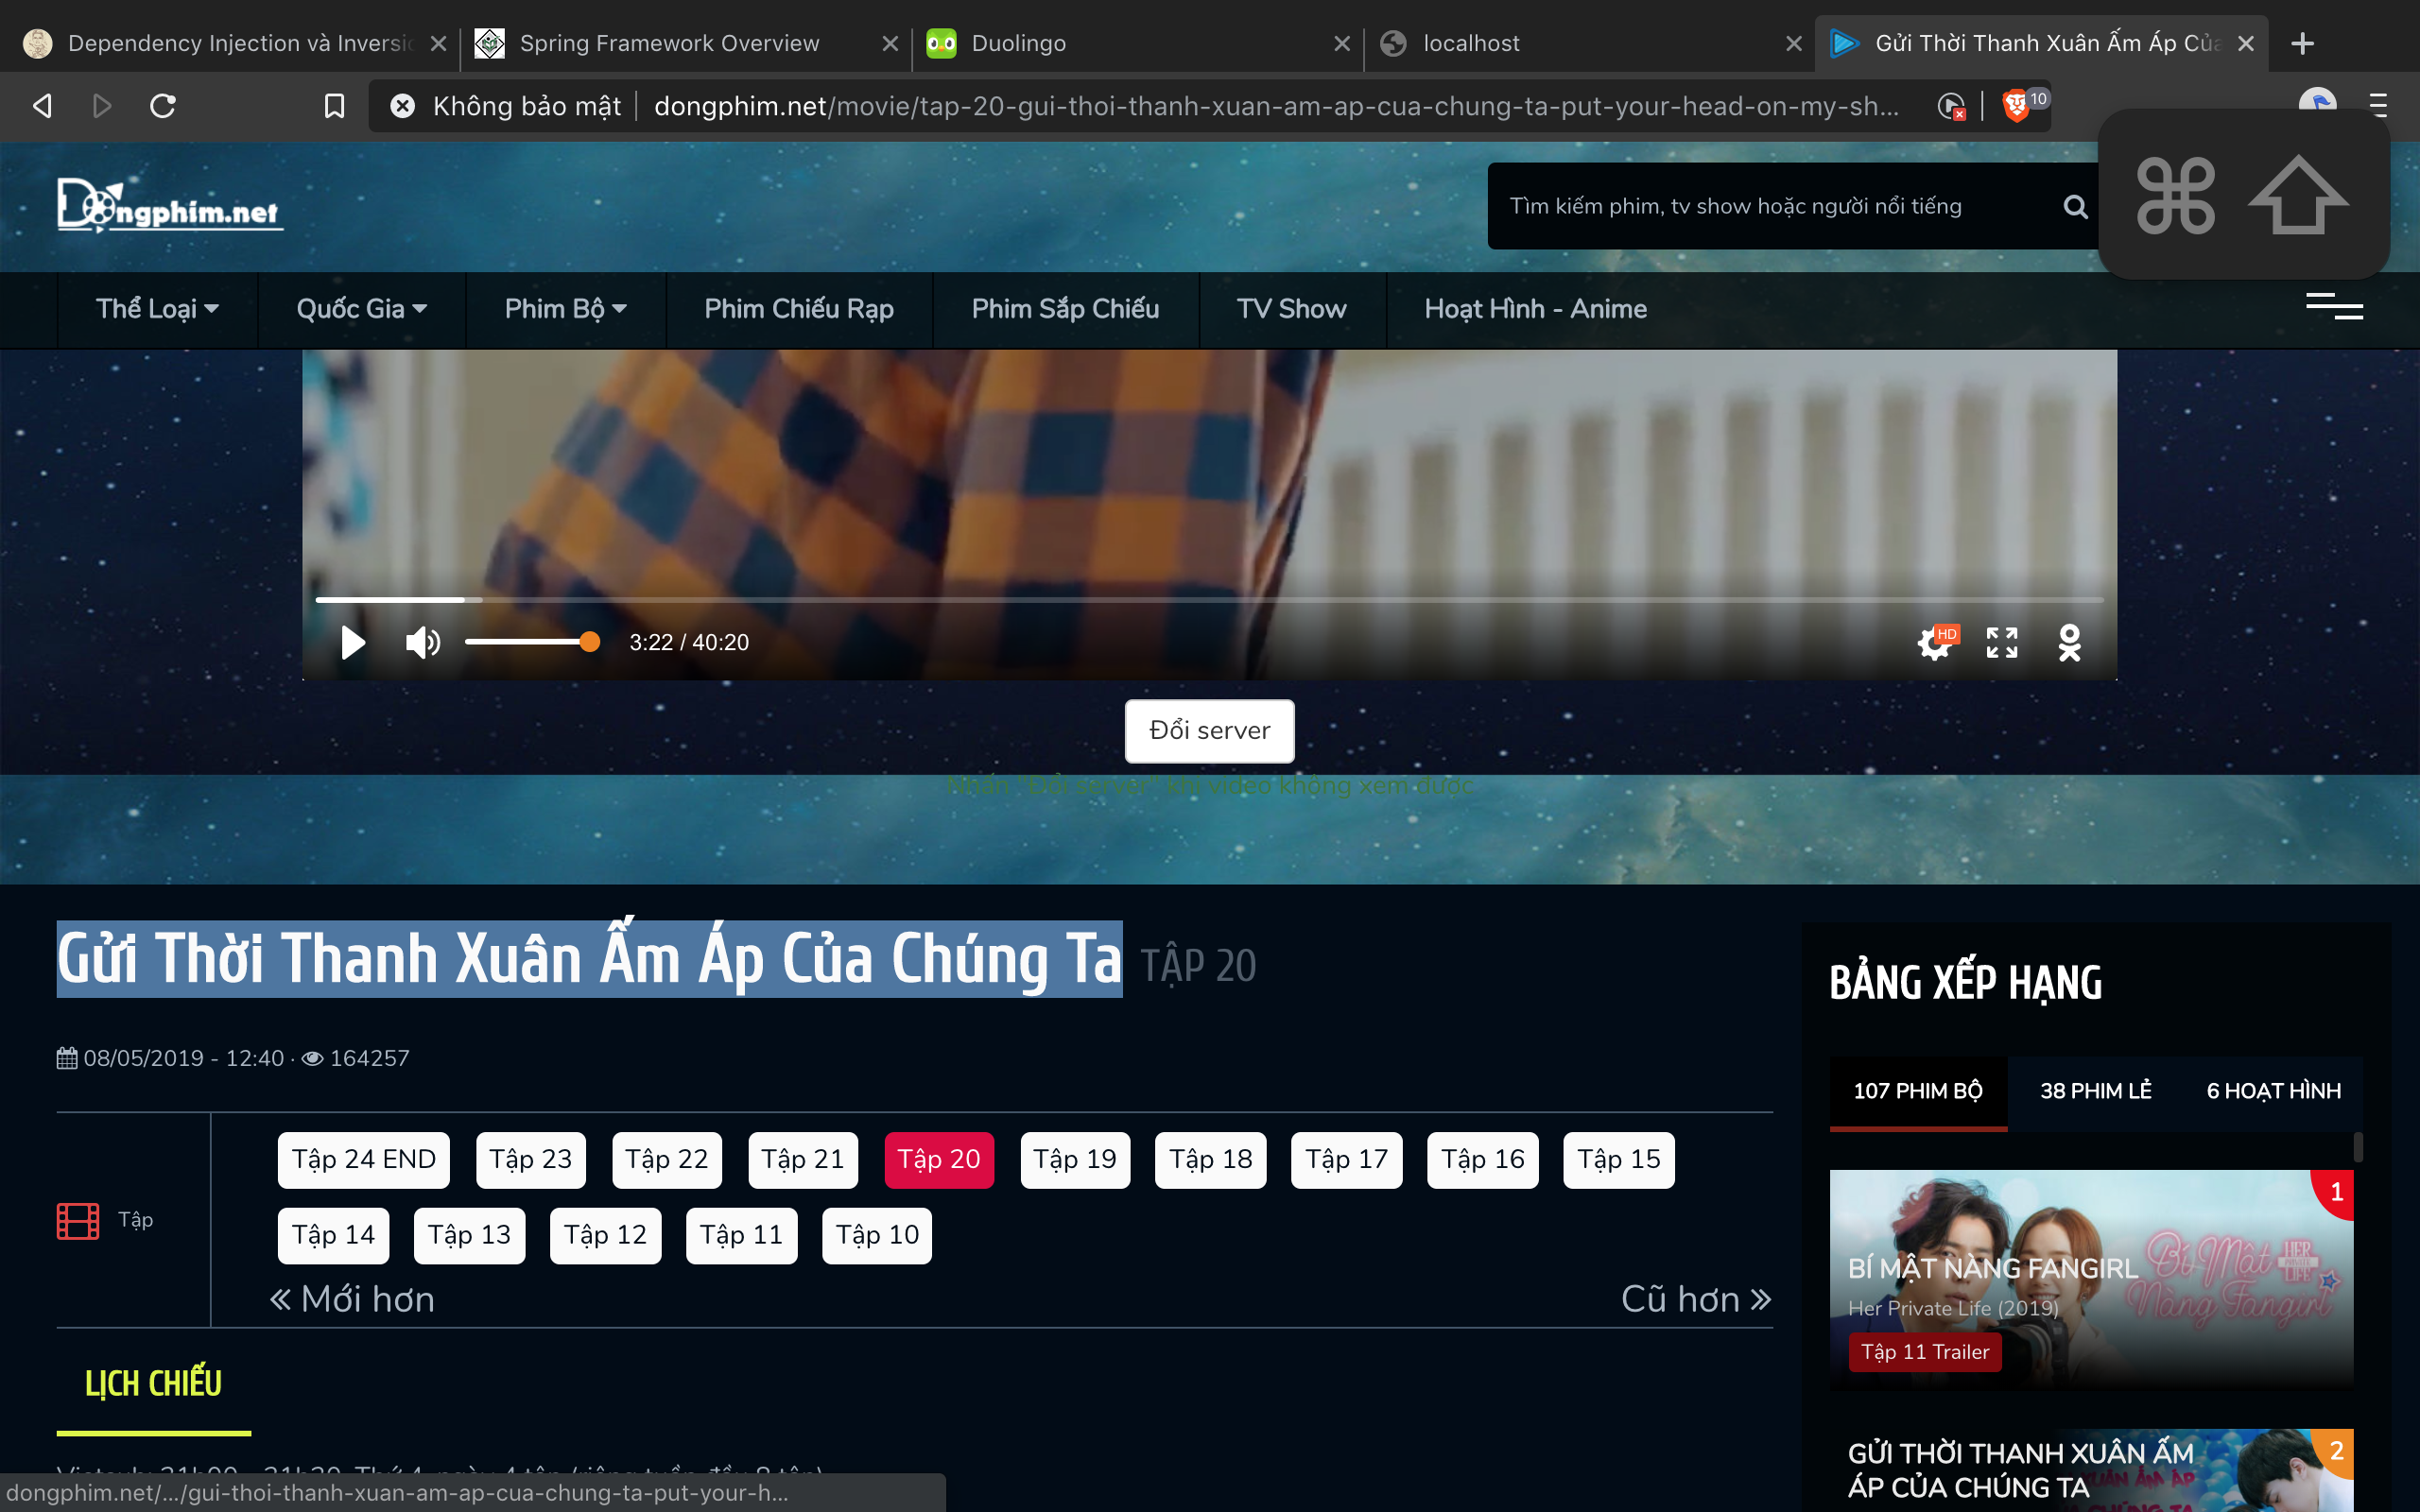 Dependency Injection và Inversic
Spring Framework Overview
Duolingo
localhost
Gửi Thời Thanh Xuân Ấm Áp Củ
Không bảo mật
dongphim.net/movie/tap-20-gui-thoi-thanh-xuan-am-ap-cua-chung-ta-put-your-head-on-my-sh...
10
Dongphim.net
Tìm kiếm phim, tv show hoặc người nổi tiếng
Thể Loại
Quốc Gia
Phim Bộ
Phim Chiếu Rạp
Phim Sắp Chiếu
TV Show
Hoạt Hình - Anime
3:22 / 40:20
HD
Đổi server
Nhấn "Đổi server" khi video không xem được
Gửi Thời Thanh Xuân Ấm Áp Của Chúng Ta TẬP 20
08/05/2019 - 12:40 · 164257
Tập
Tập 24 END
Tập 23
Tập 22
Tập 21
Tập 20
Tập 19
Tập 18
Tập 17
Tập 16
Tập 15
Tập 14
Tập 13
Tập 12
Tập 11
Tập 10
« Mới hơn
Cũ hơn »
LỊCH CHIẾU
dongphim.net/.../gui-thoi-thanh-xuan-am-ap-cua-chung-ta-put-your-h...
BẢNG XẾP HẠNG
107 PHIM BỘ
38 PHIM LẺ
6 HOẠT HÌNH
1
Bí Mật Nàng Fangirl
HER PRIVATE LIFE
BÍ MẬT NÀNG FANGIRL
Her Private Life (2019)
Tập 11 Trailer
2
GỬI THỜI THANH XUÂN ẤM
ÁP CỦA CHÚNG TA